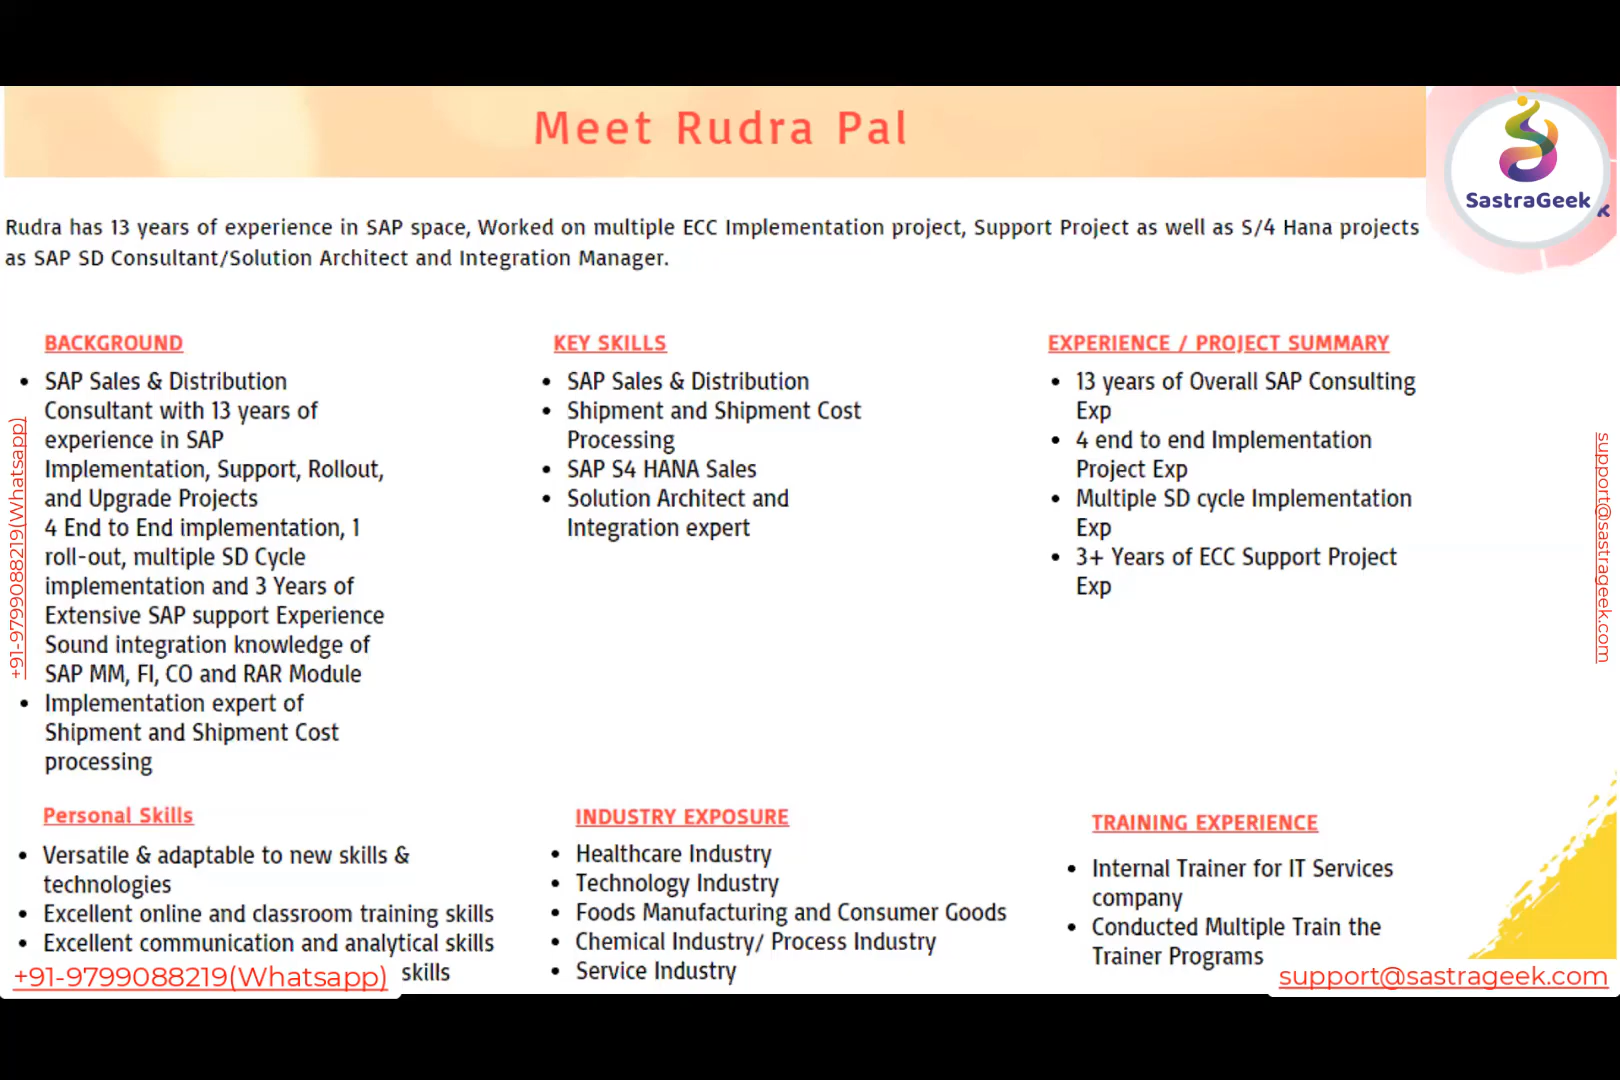 Meet Rudra Pal
SastraGeek
k
Rudra has 13 years of experience in SAP space, Worked on multiple ECC Implementation project, Support Project as well as S/4 Hana projects
as SAP SD Consultant/Solution Architect and Integration Manager.
BACKGROUND
• SAP Sales & Distribution
Consultant with 13 years of
experience in SAP
Implementation, Support, Rollout,
and Upgrade Projects
4 End to End implementation, 1
roll-out, multiple SD Cycle
implementation and 3 Years of
Extensive SAP support Experience
Sound integration knowledge of
SAP MM, FI, CO and RAR Module
• Implementation expert of
Shipment and Shipment Cost
processing
KEY SKILLS
• SAP Sales & Distribution
• Shipment and Shipment Cost
Processing
• SAP S4 HANA Sales
• Solution Architect and
Integration expert
EXPERIENCE / PROJECT SUMMARY
• 13 years of Overall SAP Consulting
Exp
• 4 end to end Implementation
Project Exp
• Multiple SD cycle Implementation
Exp
• 3+ Years of ECC Support Project
Exp
+91-9799088219(Whatsapp)
support@sastrageek.com
Personal Skills
• Versatile & adaptable to new skills &
technologies
• Excellent online and classroom training skills
• Excellent communication and analytical skills
skills
INDUSTRY EXPOSURE
• Healthcare Industry
• Technology Industry
• Foods Manufacturing and Consumer Goods
• Chemical Industry/ Process Industry
• Service Industry
TRAINING EXPERIENCE
• Internal Trainer for IT Services
company
• Conducted Multiple Train the
Trainer Programs
+91-9799088219(Whatsapp)
support@sastrageek.com